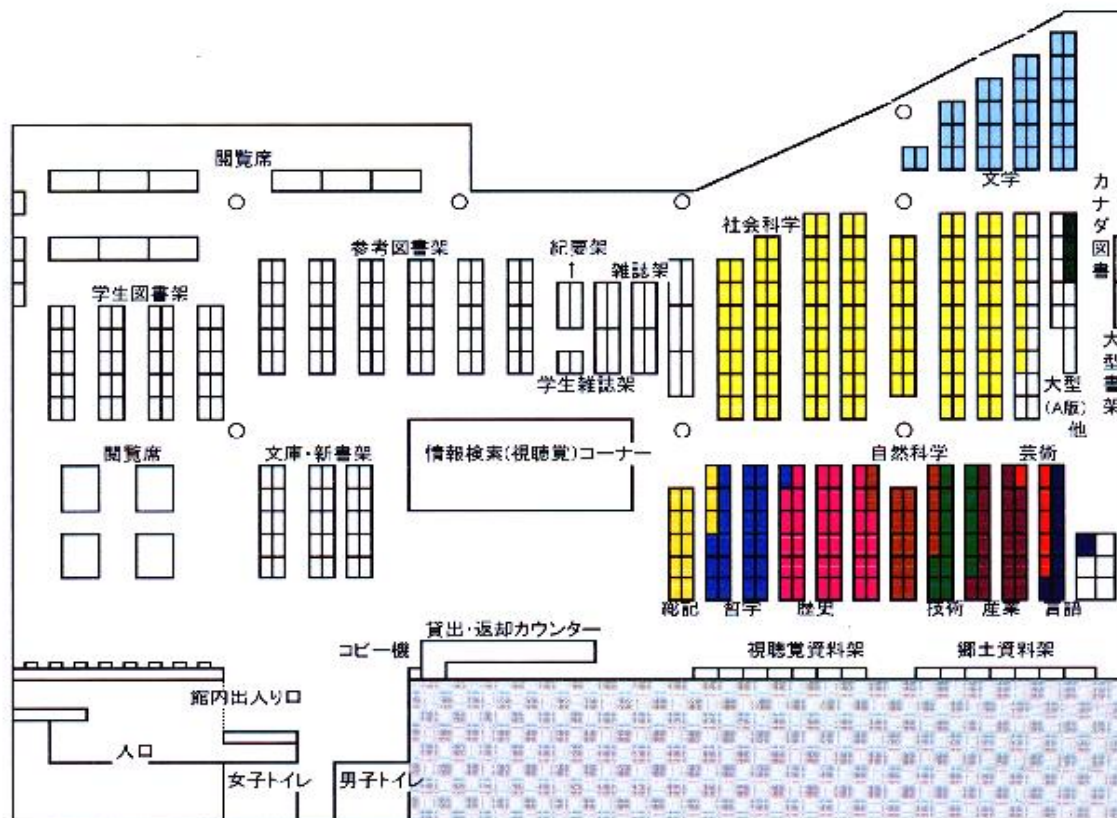 閲覧席
文学
カナダ図書
社会科学
参考図書架
紀要架
↑
雑誌架
学生図書架
学生雑誌架
大型書架
大型
(A版)
他
閲覧席
文庫・新書架
情報検索(視聴覚)コーナー
自然科学
芸術
総記
哲学
歴史
技術
産業
言語
貸出・返却カウンター
コピー機
視聴覚資料架
郷土資料架
館内出入り口
入口
女子トイレ
男子トイレ